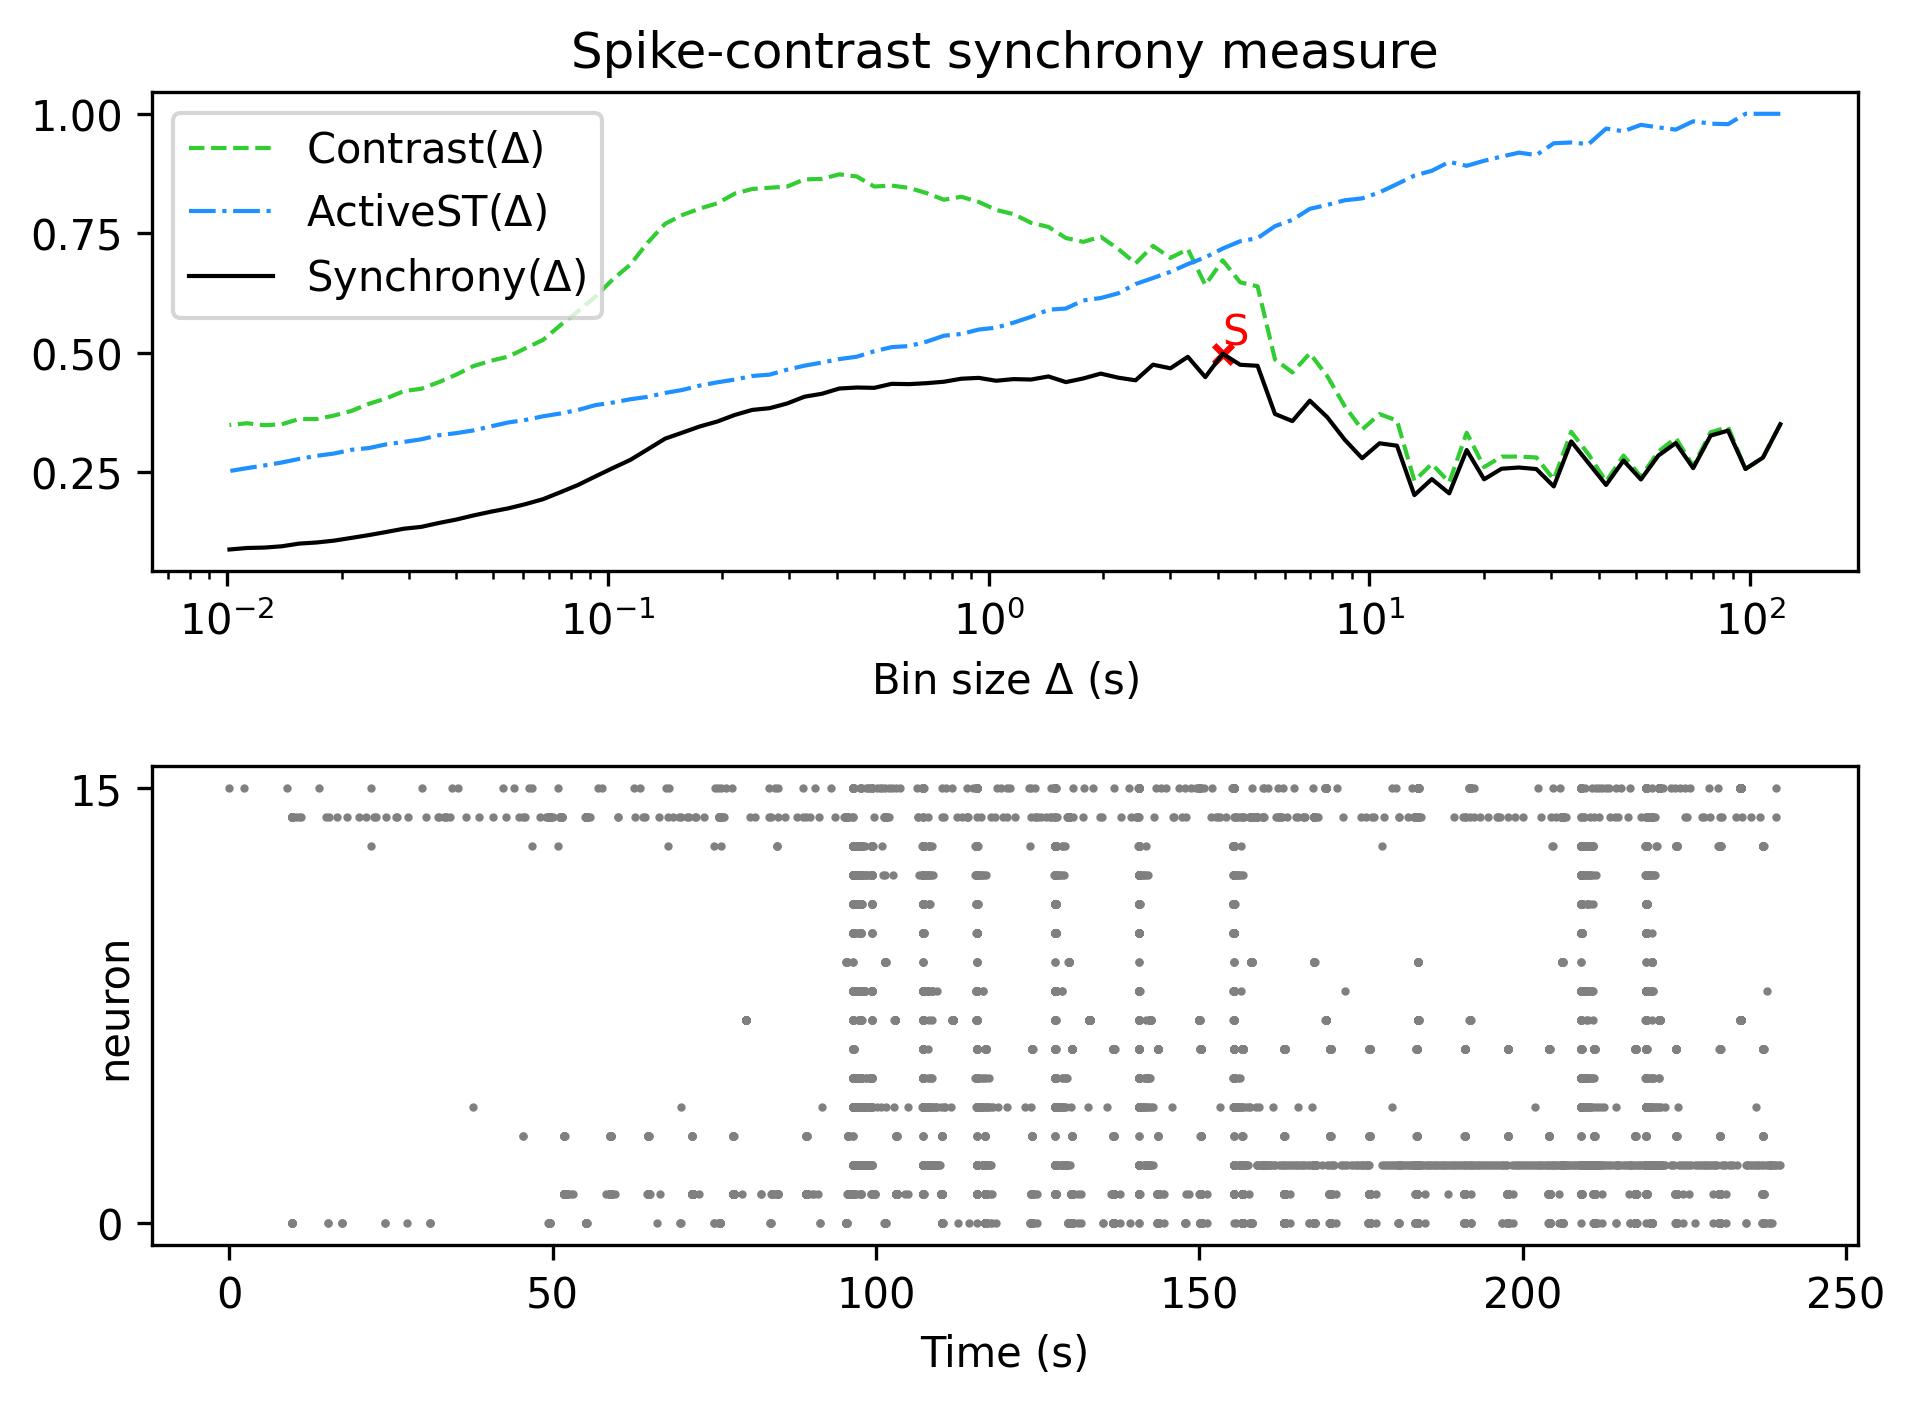 Spike-contrast synchrony measure
1.00
0.75
0.50
0.25
Contrast(Δ)
ActiveST(Δ)
Synchrony(Δ)
S
10⁻² 10⁻¹ 10⁰ 10¹ 10²
Bin size Δ (s)
15
0
neuron
0 50 100 150 200 250
Time (s)